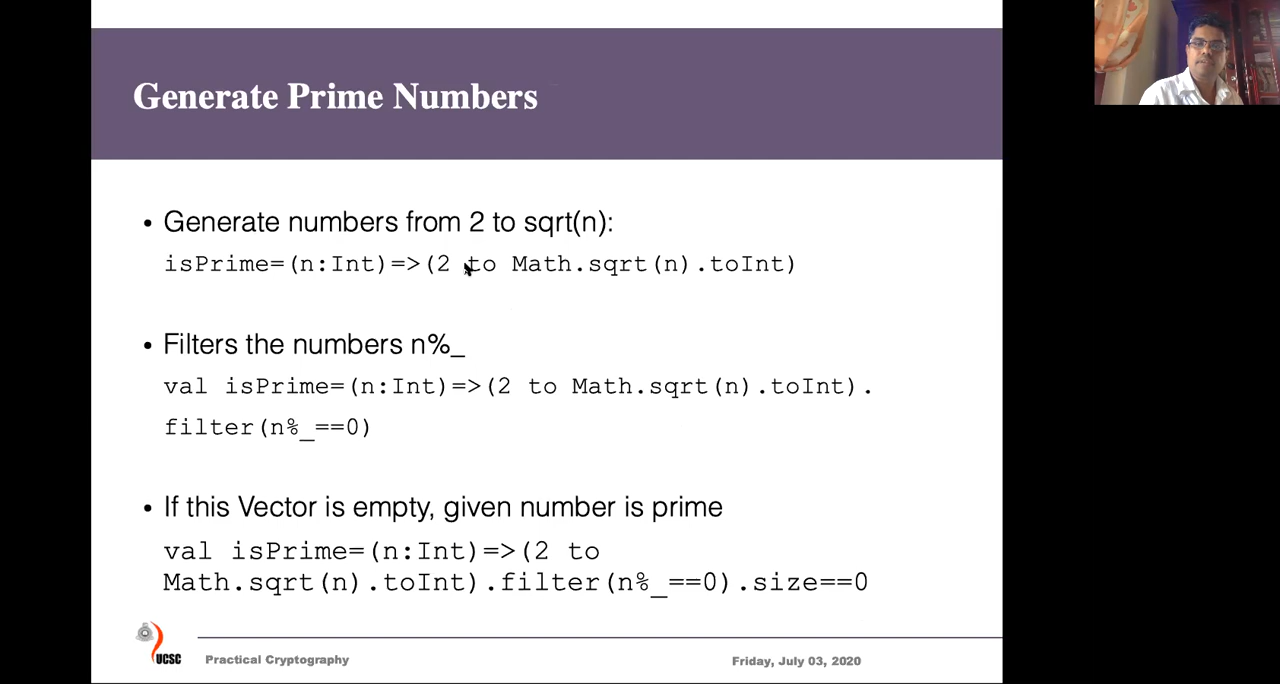 Generate Prime Numbers
• Generate numbers from 2 to sqrt(n):
isPrime=(n:Int)=>(2 to Math.sqrt(n).toInt)
• Filters the numbers n%_
val isPrime=(n:Int)=>(2 to Math.sqrt(n).toInt).
filter(n%_==0)
• If this Vector is empty, given number is prime
val isPrime=(n:Int)=>(2 to
Math.sqrt(n).toInt).filter(n%_==0).size==0
UCSC
Practical Cryptography
Friday, July 03, 2020